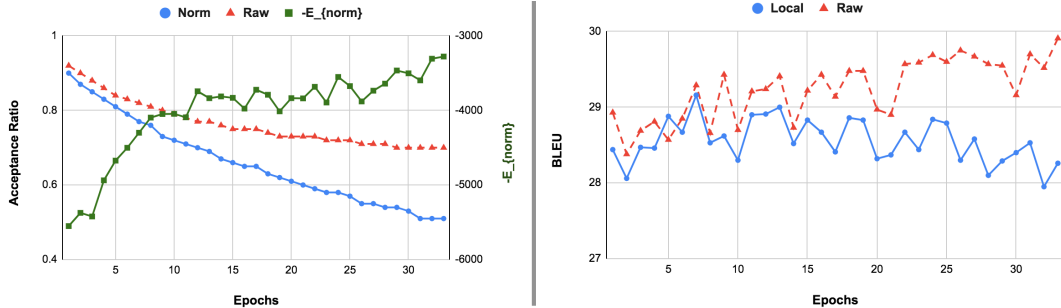 Norm Raw -E_{norm}
1
0.8
0.6
0.4
Acceptance Ratio
-3000
-4000
-5000
-6000
-E_{norm}
5 10 15 20 25 30
Epochs
Local Raw
30
29
28
27
BLEU
5 10 15 20 25 30
Epochs